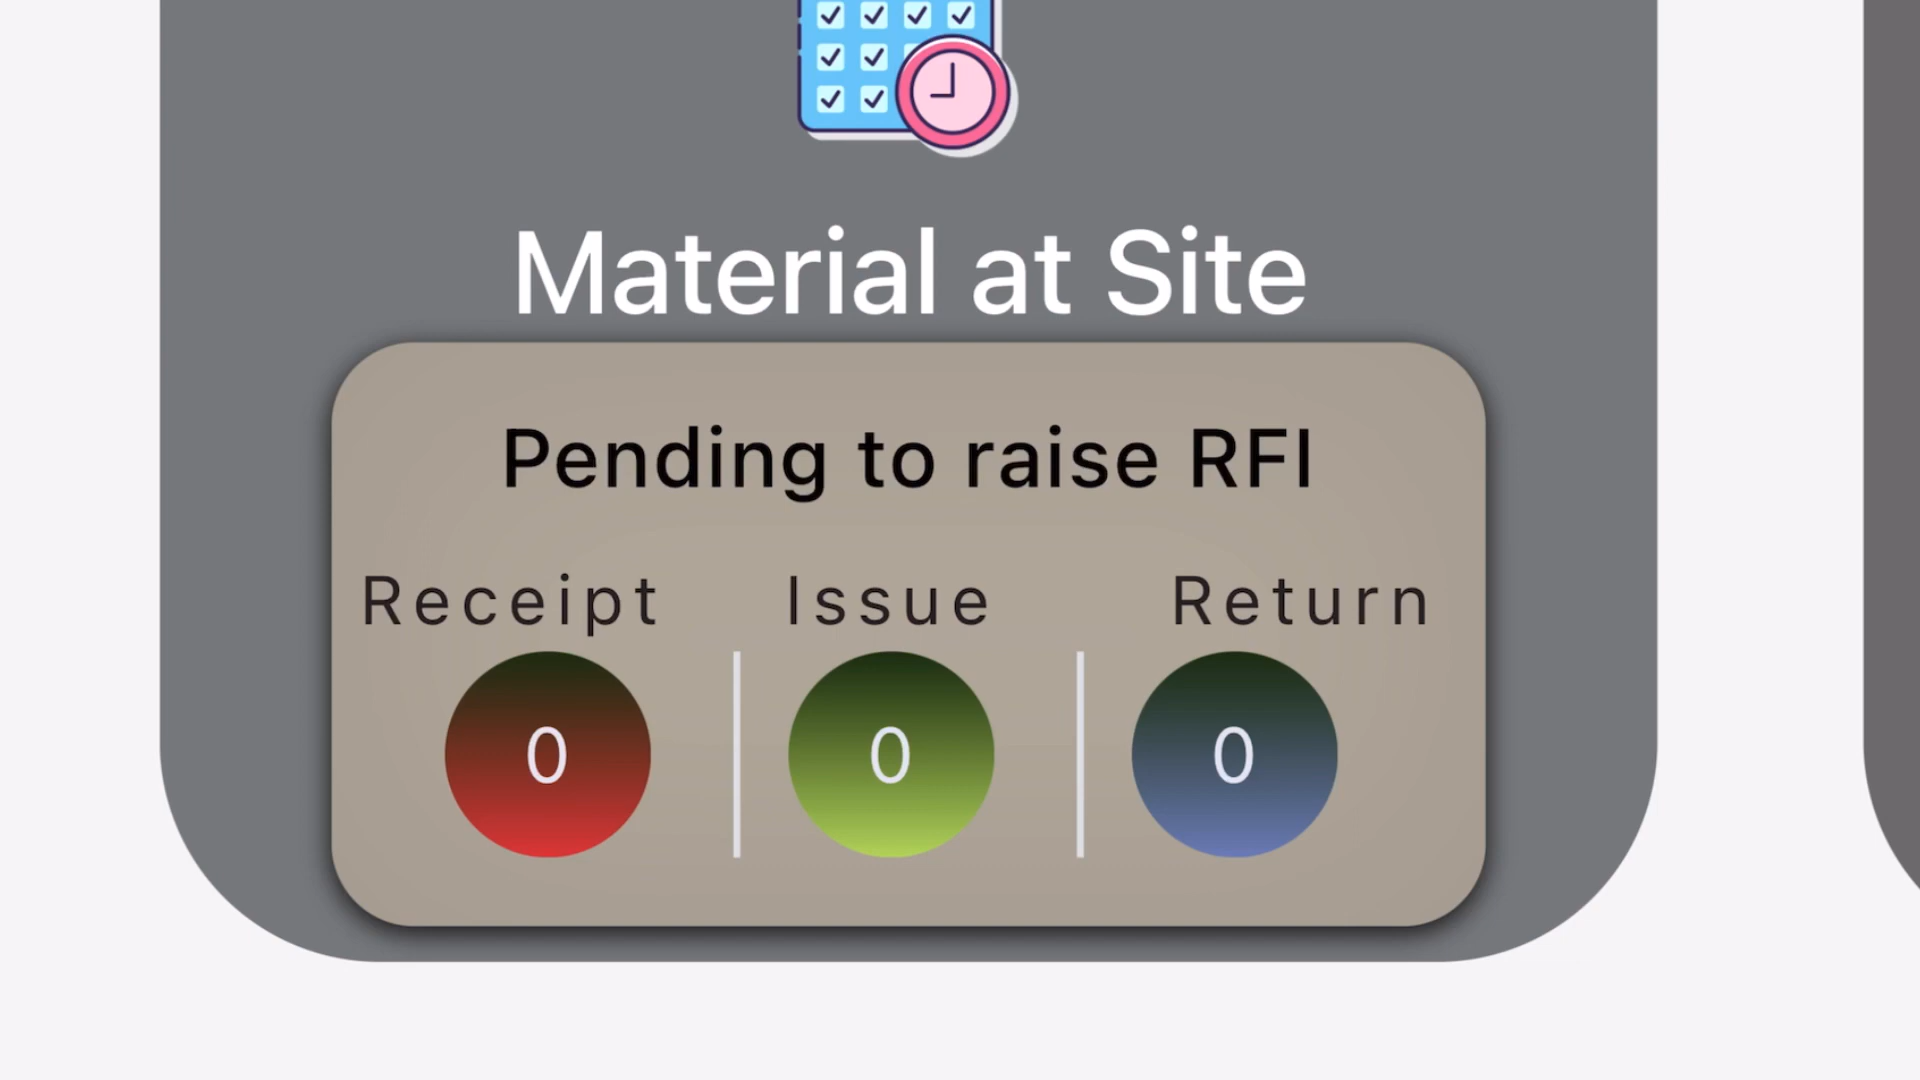 Material at Site
Pending to raise RFI
Receipt Issue Return
0 0 0